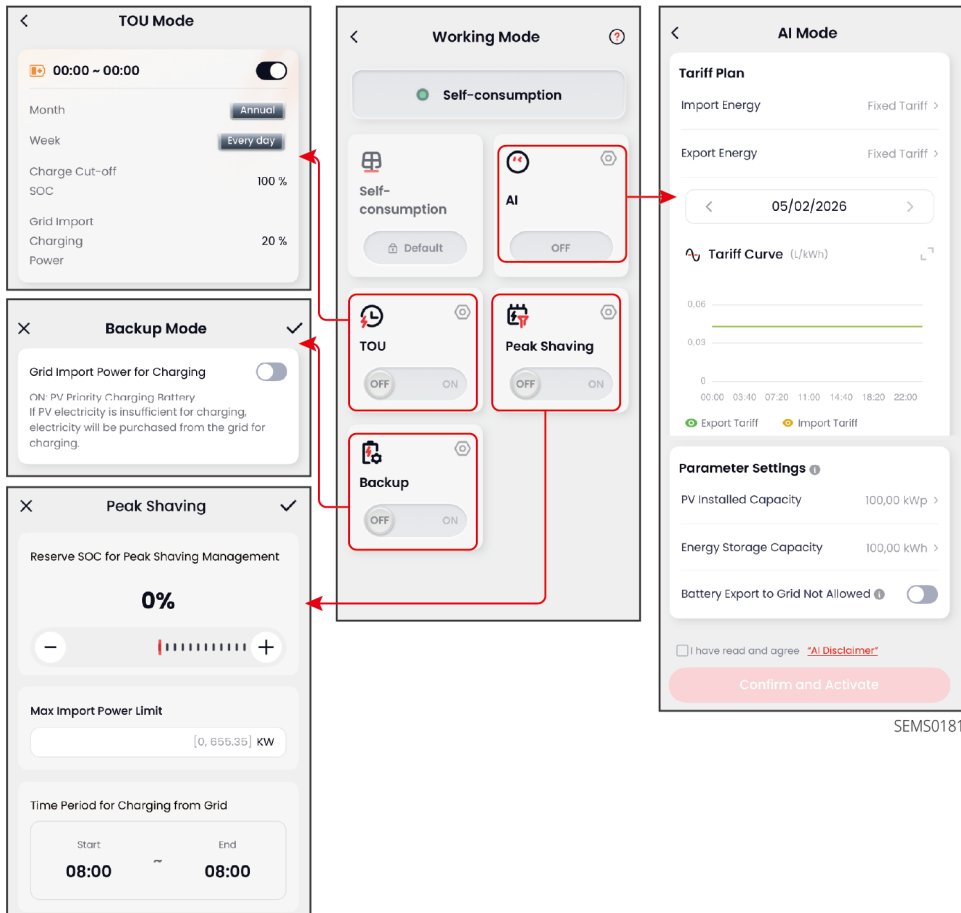 TOU Mode
00:00 ~ 00:00
Month
Annual
Week
Every day
Charge Cut-off
SOC
100 %
Grid Import
Charging
Power
20 %
Backup Mode
Grid Import Power for Charging
ON: PV Priority Charging Battery
If PV electricity is insufficient for charging,
electricity will be purchased from the grid for
charging.
Peak Shaving
Reserve SOC for Peak Shaving Management
0%
Max Import Power Limit
[0, 655.35] KW
Time Period for Charging from Grid
Start
End
08:00
~
08:00
Working Mode
?
Self-consumption
Self-
consumption
Default
AI
OFF
TOU
OFF
ON
Peak Shaving
OFF
ON
Backup
OFF
ON
AI Mode
Tariff Plan
Import Energy
Fixed Tariff >
Export Energy
Fixed Tariff >
< 05/02/2026 >
Tariff Curve (L/kWh)
0,06
0,03
0
00:00 03:40 07:20 11:00 14:40 18:20 22:00
Export Tariff
Import Tariff
Parameter Settings
PV Installed Capacity
100,00 kWp >
Energy Storage Capacity
100,00 kWh >
Battery Export to Grid Not Allowed
I have read and agree "AI Disclaimer"
Confirm and Activate
SEMS0181